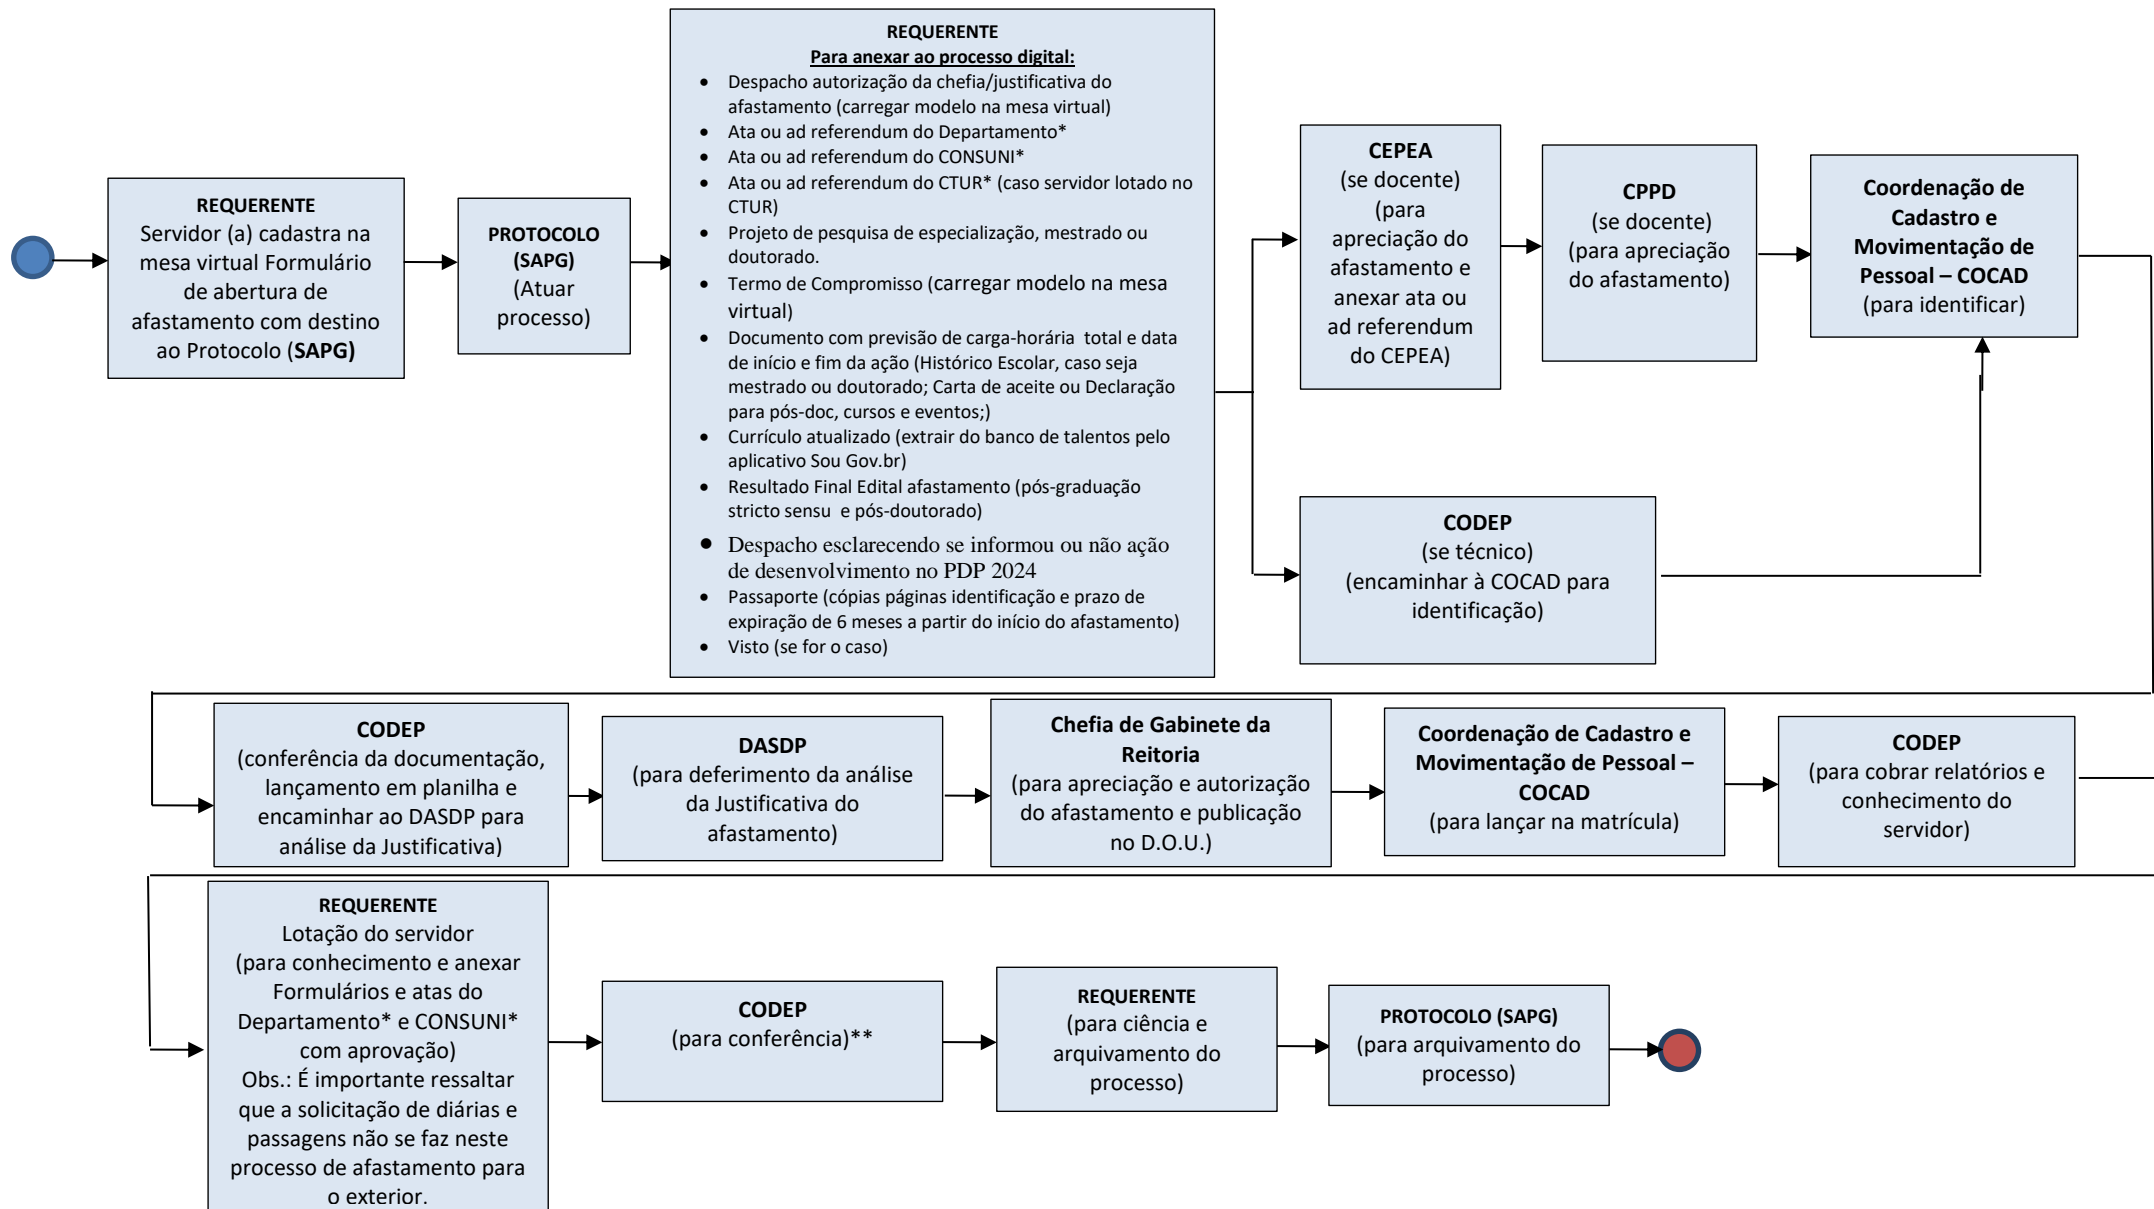 REQUERENTE
Servidor (a) cadastra na
mesa virtual Formulário
de abertura de
afastamento com destino
ao Protocolo (SAPG)
PROTOCOLO
(SAPG)
(Atuar
processo)
REQUERENTE
Para anexar ao processo digital:
• Despacho autorização da chefia/justificativa do
afastamento (carregar modelo na mesa virtual)
• Ata ou ad referendum do Departamento*
• Ata ou ad referendum do CONSUNI*
• Ata ou ad referendum do CTUR* (caso servidor lotado no
CTUR)
• Projeto de pesquisa de especialização, mestrado ou
doutorado.
• Termo de Compromisso (carregar modelo na mesa
virtual)
• Documento com previsão de carga-horária total e data
de início e fim da ação (Histórico Escolar, caso seja
mestrado ou doutorado; Carta de aceite ou Declaração
para pós-doc, cursos e eventos;)
• Currículo atualizado (extrair do banco de talentos pelo
aplicativo Sou Gov.br)
• Resultado Final Edital afastamento (pós-graduação
stricto sensu e pós-doutorado)
• Despacho esclarecendo se informou ou não ação
de desenvolvimento no PDP 2024
• Passaporte (cópias páginas identificação e prazo de
expiração de 6 meses a partir do início do afastamento)
• Visto (se for o caso)
CEPEA
(se docente)
(para
apreciação do
afastamento e
anexar ata ou
ad referendum
do CEPEA)
CPPD
(se docente)
(para apreciação
do afastamento)
Coordenação de
Cadastro e
Movimentação de
Pessoal – COCAD
(para identificar)
CODEP
(se técnico)
(encaminhar à COCAD para
identificação)
CODEP
(conferência da documentação,
lançamento em planilha e
encaminhar ao DASDP para
análise da Justificativa)
DASDP
(para deferimento da análise
da Justificativa do
afastamento)
Chefia de Gabinete da
Reitoria
(para apreciação e autorização
do afastamento e publicação
no D.O.U.)
Coordenação de Cadastro e
Movimentação de Pessoal –
COCAD
(para lançar na matrícula)
CODEP
(para cobrar relatórios e
conhecimento do
servidor)
REQUERENTE
Lotação do servidor
(para conhecimento e anexar
Formulários e atas do
Departamento* e CONSUNI*
com aprovação)
Obs.: É importante ressaltar
que a solicitação de diárias e
passagens não se faz neste
processo de afastamento para
o exterior.
CODEP
(para conferência)**
REQUERENTE
(para ciência e
arquivamento do
processo)
PROTOCOLO (SAPG)
(para arquivamento do
processo)